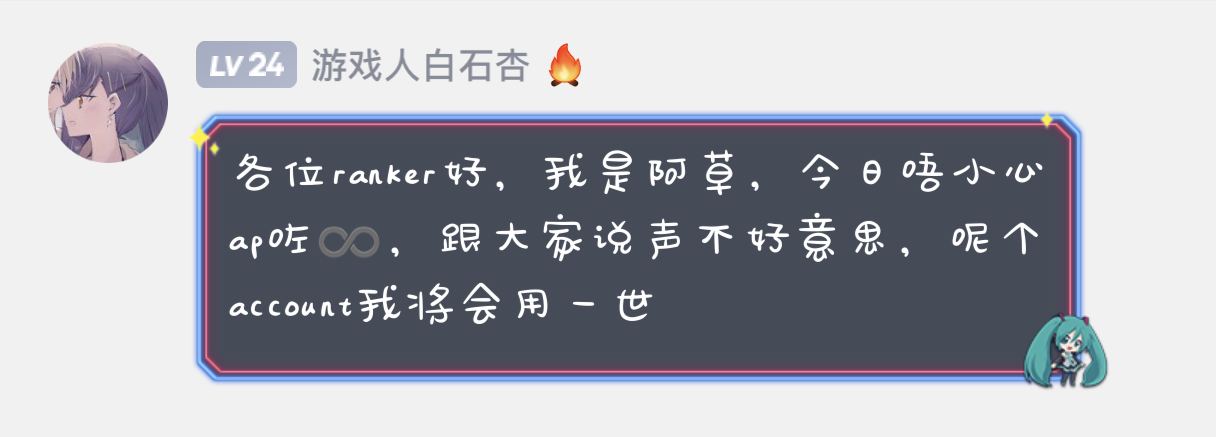 LV 24 游戏人白石杏 🔥
各位ranker好，我是阿草，今日唔小心
ap咗♾️，跟大家说声不好意思，呢个
account我将会用一世